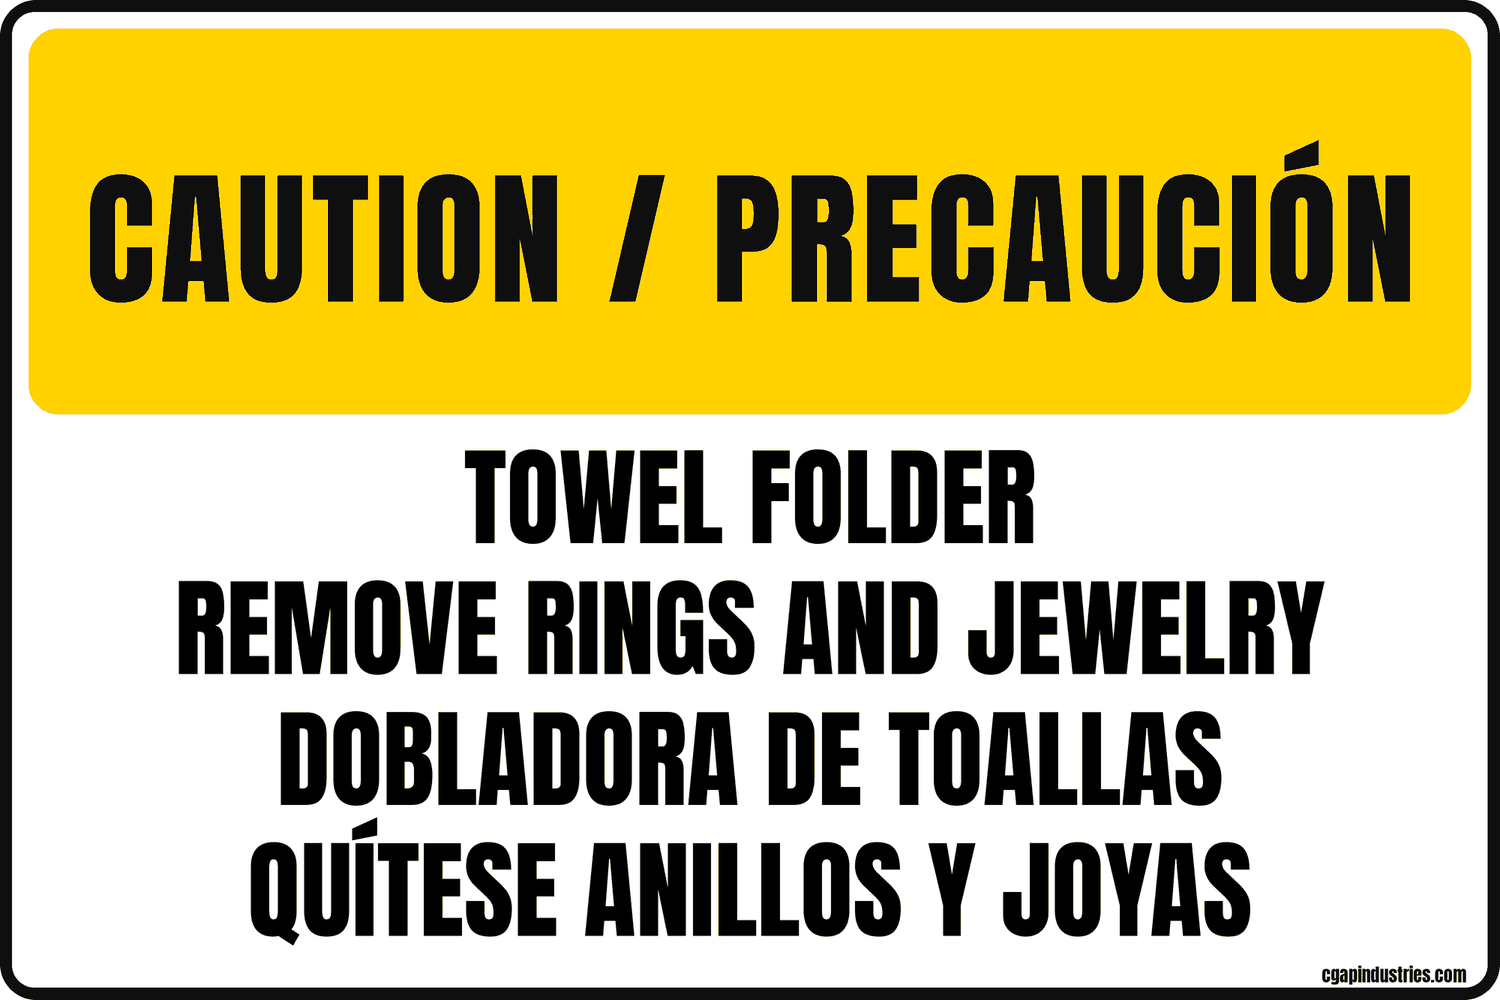 CAUTION / PRECAUCIÓN
TOWEL FOLDER
REMOVE RINGS AND JEWELRY
DOBLADORA DE TOALLAS
QUÍTESE ANILLOS Y JOYAS
cgapindustries.com